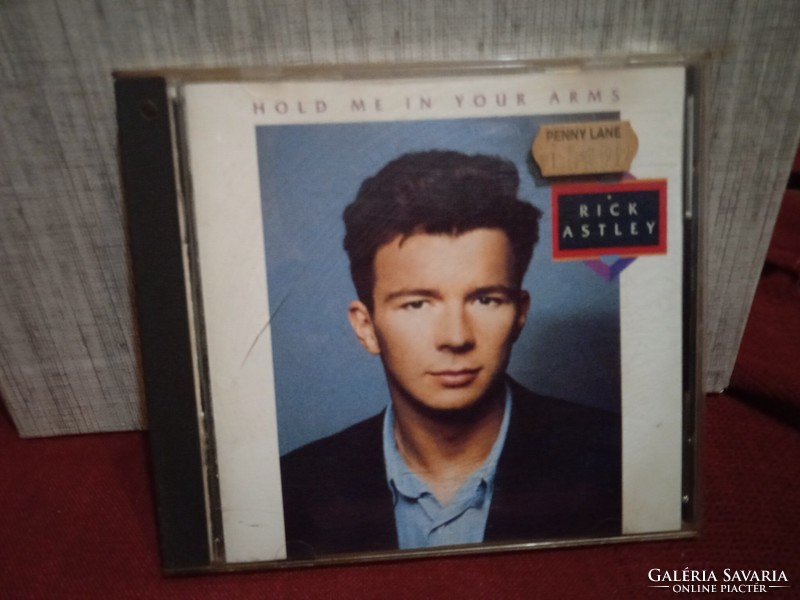 HOLD ME IN YOUR ARMS
PENNY LANE
RICK
ASTLEY
GALÉRIA SAVARIA
ONLINE PIACTÉR